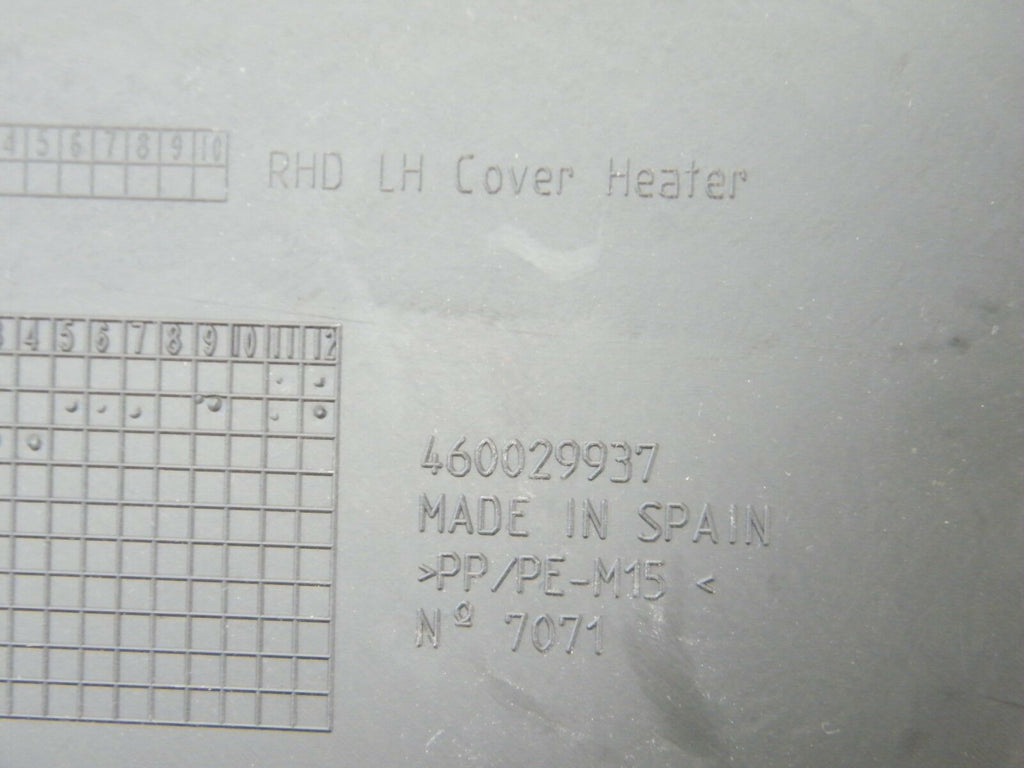 4 5 6 7 8 9 10
RHD LH Cover Heater
3 4 5 6 7 8 9 10 11 12
460029937
MADE IN SPAIN
>PP/PE-M15 <
Nº 7071